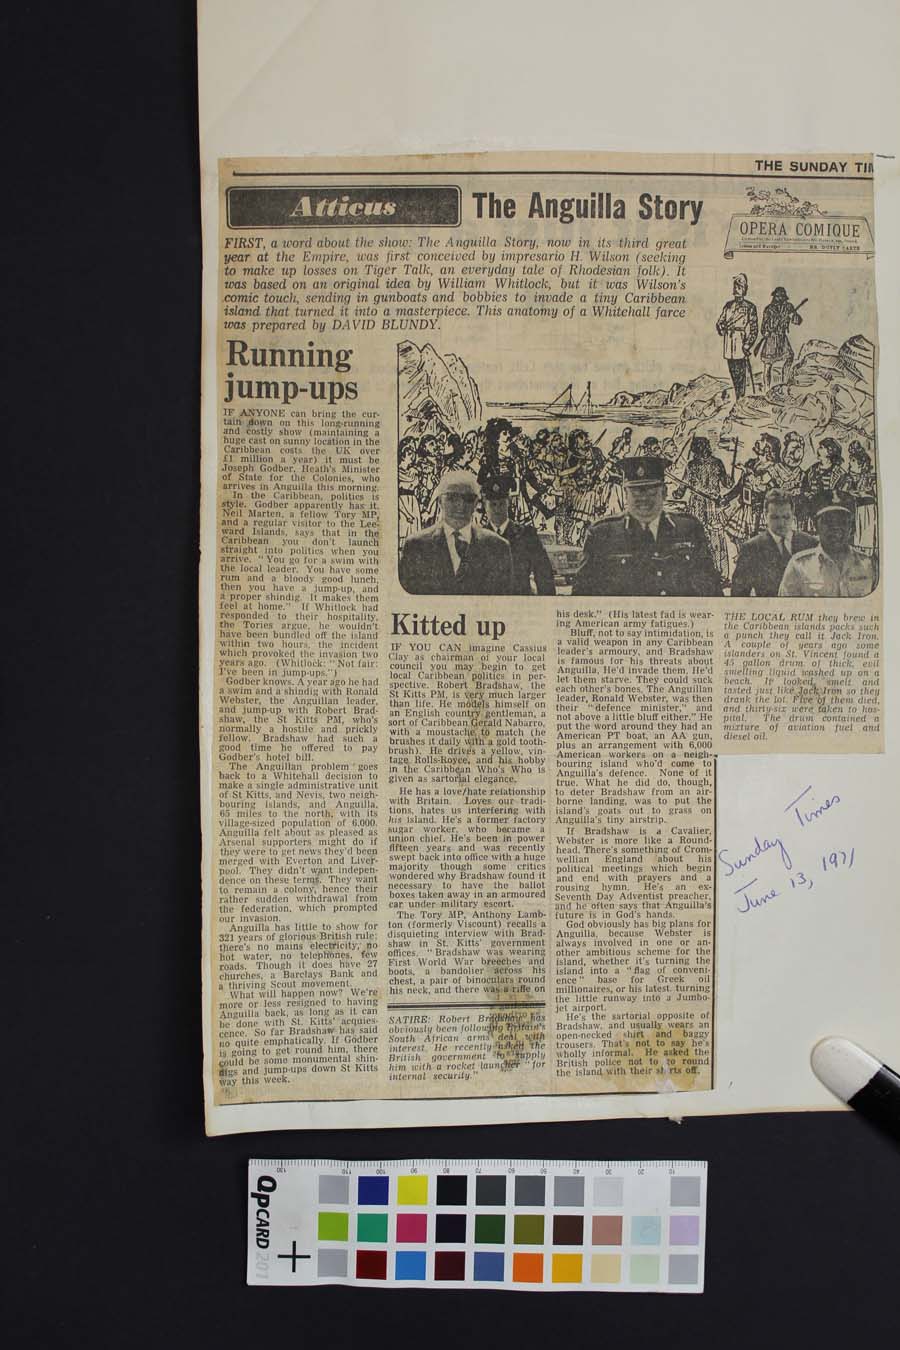 THE SUNDAY TIM
Atticus
The Anguilla Story
OPERA COMIQUE
FIRST, a word about the show: The Anguilla Story, now in its third great
year at the Empire, was first conceived by impresario H. Wilson (seeking
to make up losses on Tiger Talk, an everyday tale of Rhodesian folk). It
was based on an original idea by William Whitlock, but it was Wilson's
comic touch, sending in gunboats and bobbies to invade a tiny Caribbean
island that turned it into a masterpiece. This anatomy of a Whitehall farce
was prepared by DAVID BLUNDY.
Running
jump-ups
IF ANYONE can bring the cur-
tain down on this long-running
and costly show (maintaining a
huge cast on sunny location in the
Caribbean costs the UK over
£1 million a year) it must be
Joseph Godber, Heath's Minister
of State for the Colonies, who
arrives in Anguilla this morning.
In the Caribbean, politics is
style. Godber apparently has it.
Neil Marten, a fellow Tory MP,
and a regular visitor to the Lee-
ward Islands, says that in the
Caribbean you don't launch
straight into politics when you
arrive. "You go for a swim with
the local leader. You have some
rum and a bloody good lunch,
then you have a jump-up, and
a proper shindig. It makes them
feel at home." If Whitlock had
responded to their hospitality,
the Tories argue, he wouldn't
have been bundled off the island
within two hours, the incident
which provoked the invasion two
years ago. (Whitlock: "Not fair:
I've been in jump-ups.")
Godber knows. A year ago he had
a swim and a shindig with Ronald
Webster, the Anguillan leader,
and jump-up with Robert Brad-
shaw, the St Kitts PM, who's
normally a hostile and prickly
fellow. Bradshaw had such a
good time he offered to pay
Godber's hotel bill.
The Anguillan problem goes
back to a Whitehall decision to
make a single administrative unit
of St Kitts, and Nevis, two neigh-
bouring islands, and Anguilla,
65 miles to the north, with its
village-sized population of 6,000.
Anguilla felt about as pleased as
Arsenal supporters might do if
they were to get news they'd been
merged with Everton and Liver-
pool. They didn't want indepen-
dence on these terms. They want
to remain a colony, hence their
rather sudden withdrawal from
the federation, which prompted
our invasion.
Anguilla has little to show for
321 years of glorious British rule:
there's no mains electricity, no
hot water, no telephones, few
roads. Though it does have 27
churches, a Barclays Bank and
a thriving Scout movement.
What will happen now? We're
more or less resigned to having
Anguilla back, as long as it can
be done with St. Kitts' acquies-
cence. So far Bradshaw has said
no quite emphatically. If Godber
is going to get round him, there
could be some monumental shin-
digs and jump-ups down St Kitts
way this week.
Kitted up
IF YOU CAN imagine Cassius
Clay as chairman of your local
council you may begin to get
local Caribbean politics in per-
spective. Robert Bradshaw, the
St Kitts PM, is very much larger
than life. He models himself on
an English country gentleman, a
sort of Caribbean Gerald Nabarro,
with a moustache to match (he
brushes it daily with a gold tooth-
brush). He drives a yellow, vin-
tage Rolls-Royce, and his hobby
in the Caribbean Who's Who is
given as sartorial elegance.
He has a love/hate relationship
with Britain. Loves our tradi-
tions, hates us interfering with
his island. He's a former factory
sugar worker, who became a
union chief. He's been in power
fifteen years and was recently
swept back into office with a huge
majority though some critics
wondered why Bradshaw found it
necessary to have the ballot
boxes taken away in an armoured
car under military escort.
The Tory MP, Anthony Lamb-
ton (formerly Viscount) recalls a
disquieting interview with Brad-
shaw in St. Kitts' government
offices. "Bradshaw was wearing
First World War breeches and
boots, a bandolier across his
chest, a pair of binoculars round
his neck, and there was a rifle on
SATIRE: Robert Bradshaw has
obviously been following Britain's
South African arms deal with
interest. He recently asked the
British government to supply
him with a rocket launcher "for
internal security."
his desk." (His latest fad is wear-
ing American army fatigues.)
Bluff, not to say intimidation, is
a valid weapon in any Caribbean
leader's armoury, and Bradshaw
is famous for his threats about
Anguilla. He'd invade them. He'd
let them starve. They could suck
each other's bones. The Anguillan
leader, Ronald Webster, was then
their "defence minister," and
not above a little bluff either." He
put the word around they had an
American PT boat, an AA gun,
plus an arrangement with 6,000
American workers on a neigh-
bouring island who'd come to
Anguilla's defence. None of it
true. What he did do, though,
to deter Bradshaw from an air-
borne landing, was to put the
island's goats out to grass on
Anguilla's tiny airstrip.
If Bradshaw is a Cavalier,
Webster is more like a Round-
head. There's something of Crom-
wellian England about his
political meetings which begin
and end with prayers and a
rousing hymn. He's an ex-
Seventh Day Adventist preacher,
and he often says that Anguilla's
future is in God's hands.
God obviously has big plans for
Anguilla, because Webster is
always involved in one or an-
other ambitious scheme for the
island, whether it's turning the
island into a "flag of conveni-
ence" base for Greek oil
millionaires, or his latest turning
the little runway into a Jumbo-
jet airport.
He's the sartorial opposite of
Bradshaw, and usually wears an
open-necked shirt and baggy
trousers. That's not to say he's
wholly informal. He asked the
British police not to to round
the island with their shirts off.
THE LOCAL RUM they brew in
the Caribbean islands packs such
a punch they call it Jack Iron.
A couple of years ago some
islanders on St. Vincent found a
45 gallon drum of thick, evil
smelling liquid washed up on a
beach. It looked, smelt and
tasted just like Jack Iron so they
drank the lot. Five of them died,
and thirty-six were taken to hos-
pital. The drum contained a
mixture of aviation fuel and
diesel oil.
Sunday Times
June 13, 1971
QPCARD 201